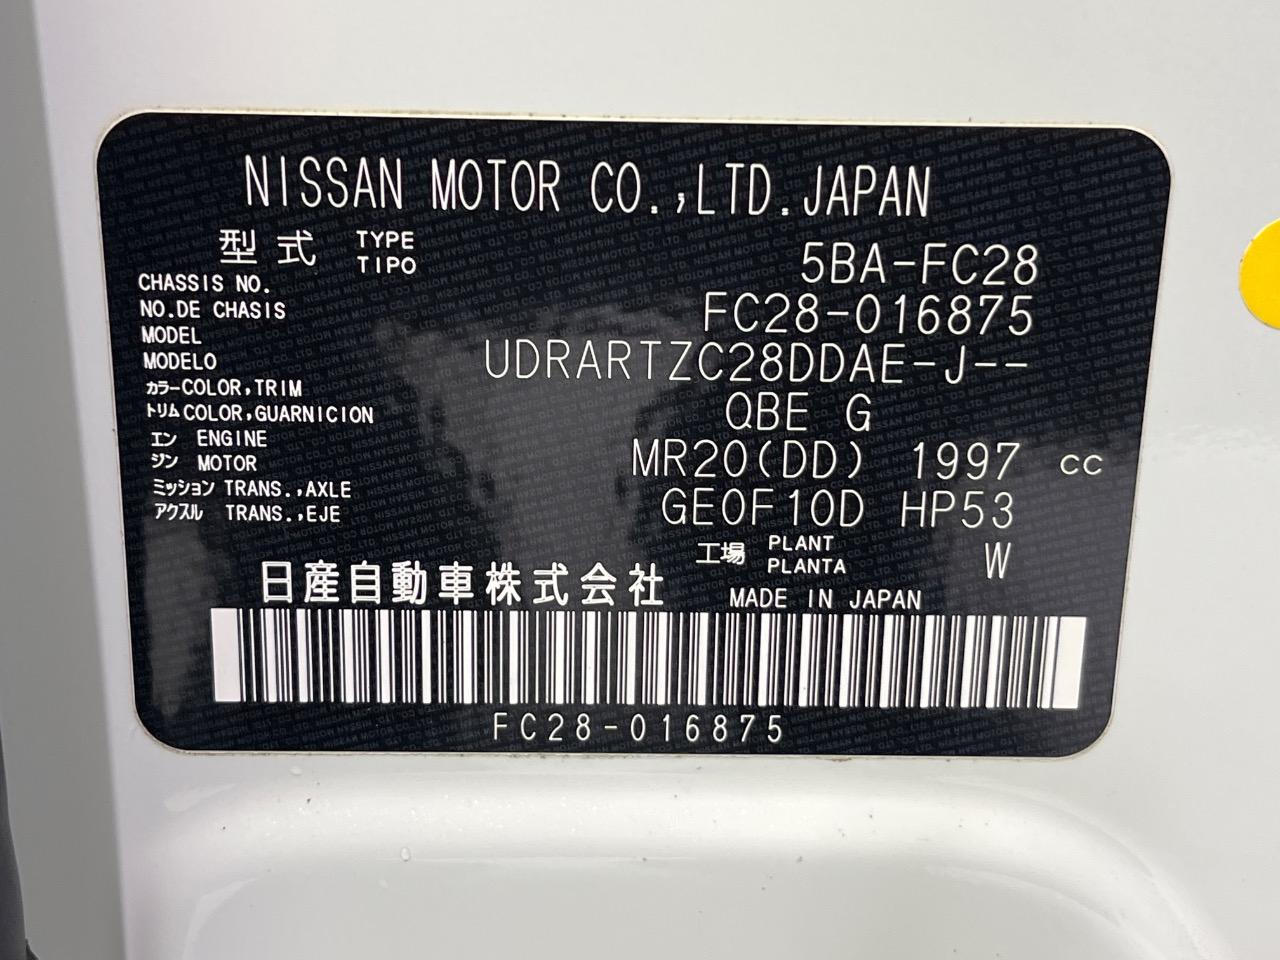 NISSAN MOTOR CO.,LTD.JAPAN
型式 TYPE TIPO 5BA-FC28
CHASSIS NO.
NO.DE CHASIS FC28-016875
MODEL
MODELO UDRARTZC28DDAE-J--
カラー COLOR,TRIM
トリム COLOR,GUARNICION QBE G
エン ENGINE
ジン MOTOR MR20(DD) 1997 cc
ミッション TRANS.,AXLE
アクスル TRANS.,EJE GE0F10D HP53
工場 PLANT PLANTA W
日産自動車株式会社 MADE IN JAPAN
FC28-016875